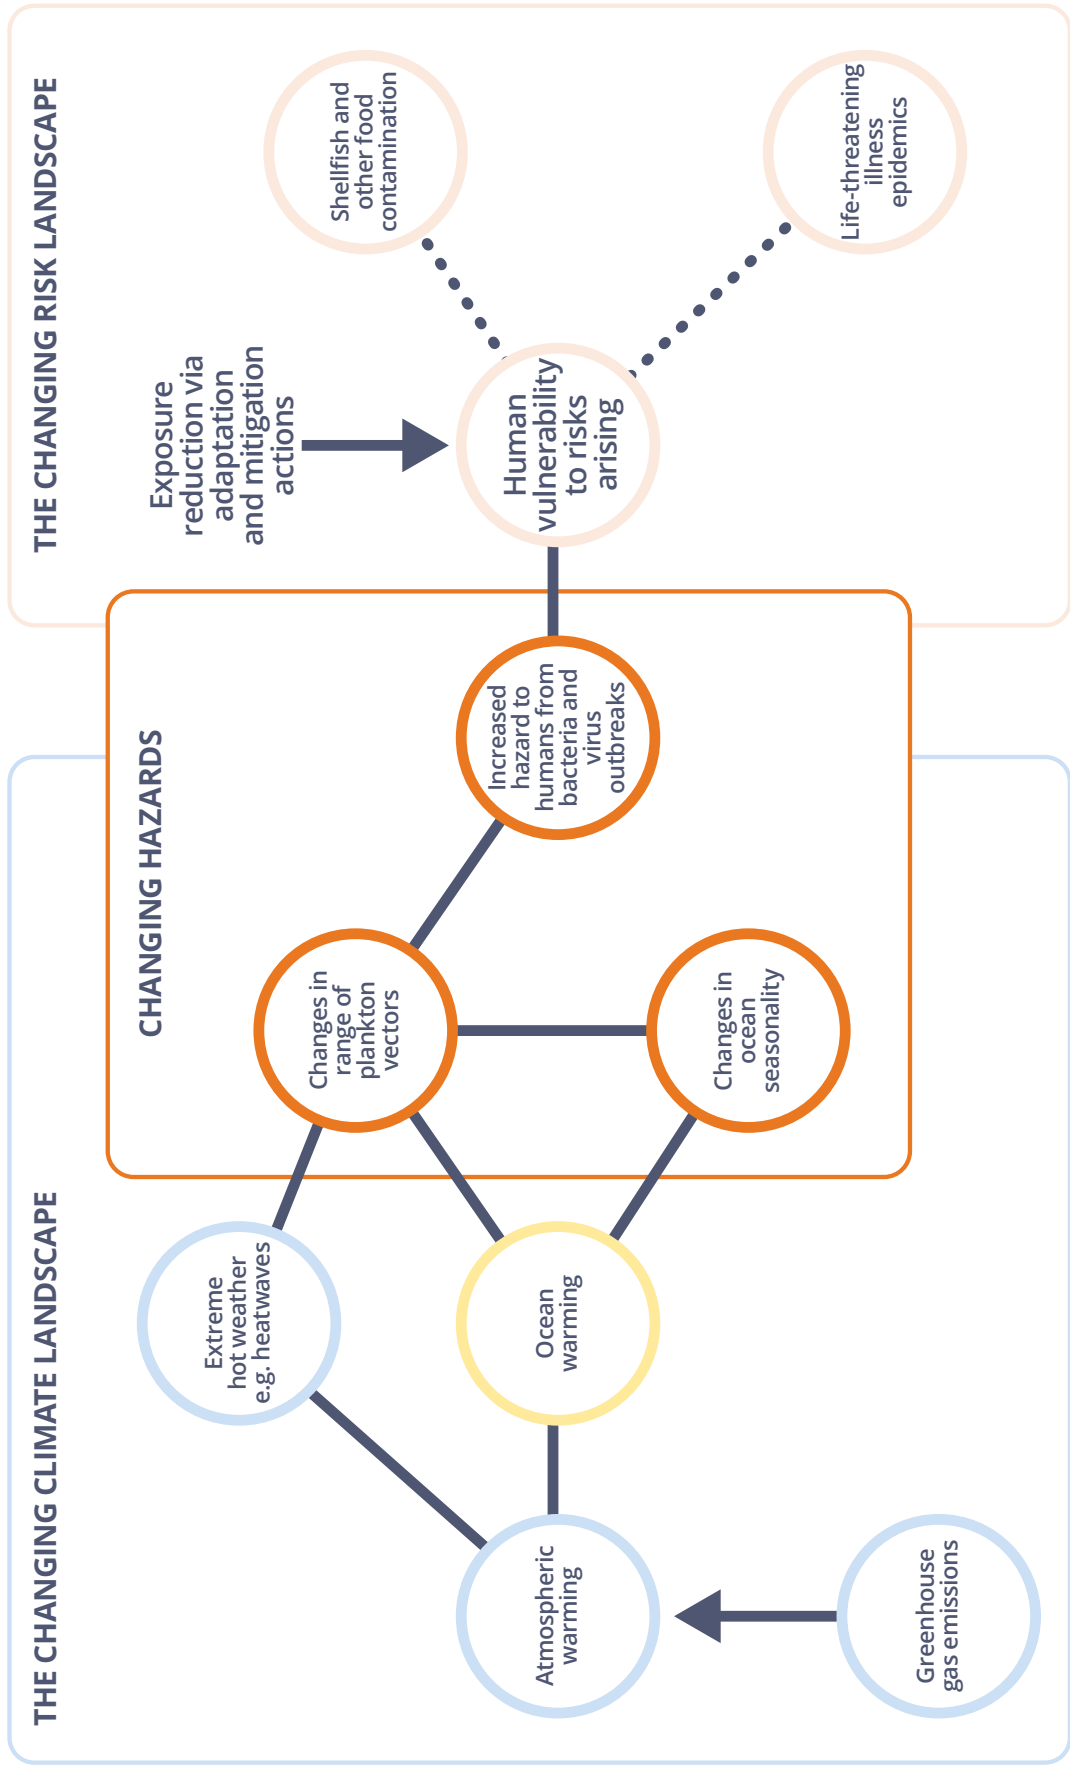 THE CHANGING CLIMATE LANDSCAPE
Extreme
hot weather
e.g. heatwaves
Atmospheric
warming
Ocean
warming
Greenhouse
gas emissions
CHANGING HAZARDS
Changes in
range of
plankton
vectors
Increased
hazard to
humans from
bacteria and
virus
outbreaks
Changes in
ocean
seasonality
THE CHANGING RISK LANDSCAPE
Exposure
reduction via
adaptation
and mitigation
actions
Shellfish and
other food
contamination
Human
vulnerability
to risks
arising
Life-threatening
illness
epidemics